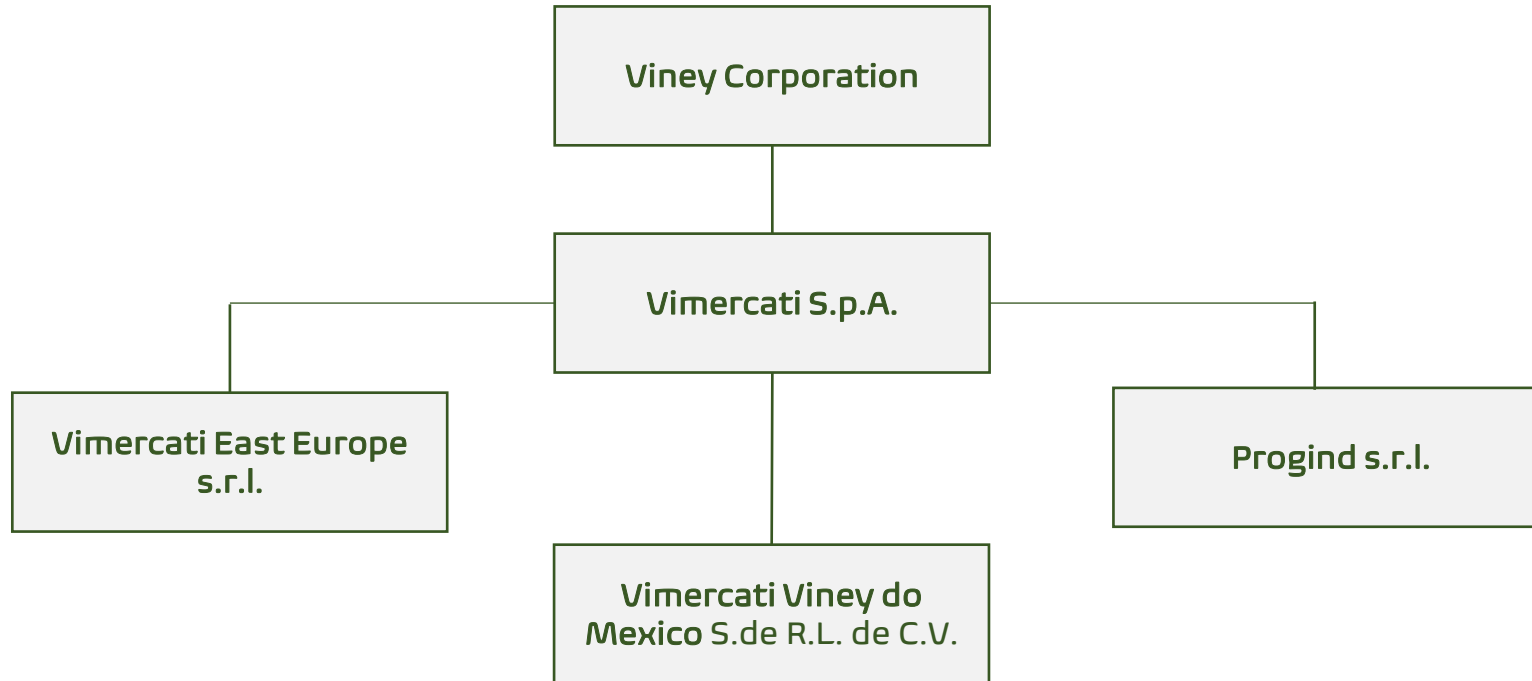 Viney Corporation
Vimercati S.p.A.
Vimercati East Europe
s.r.l.
Progind s.r.l.
Vimercati Viney do
Mexico S.de R.L. de C.V.